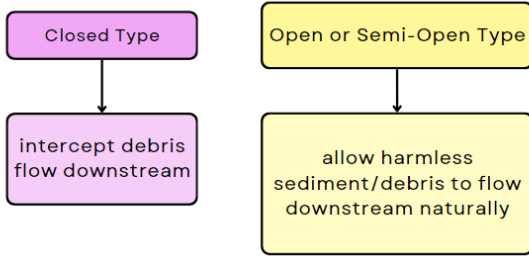 Closed Type
Open or Semi-Open Type
intercept debris
flow downstream
allow harmless
sediment/debris to flow
downstream naturally